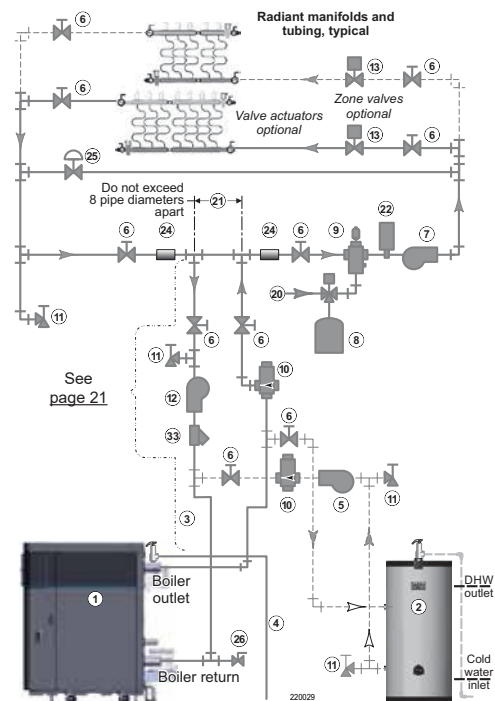 6
Radiant manifolds and
tubing, typical
6
13
6
Valve actuators
optional
Zone valves
optional
25
13
6
Do not exceed
8 pipe diameters
apart
21
22
6
24
24
6
9
7
20
11
6
6
8
11
See
page 21
12
10
6
33
6
3
10
5
11
Boiler
outlet
1
2
DHW
outlet
4
26
11
Cold
water
inlet
Boiler return
220029